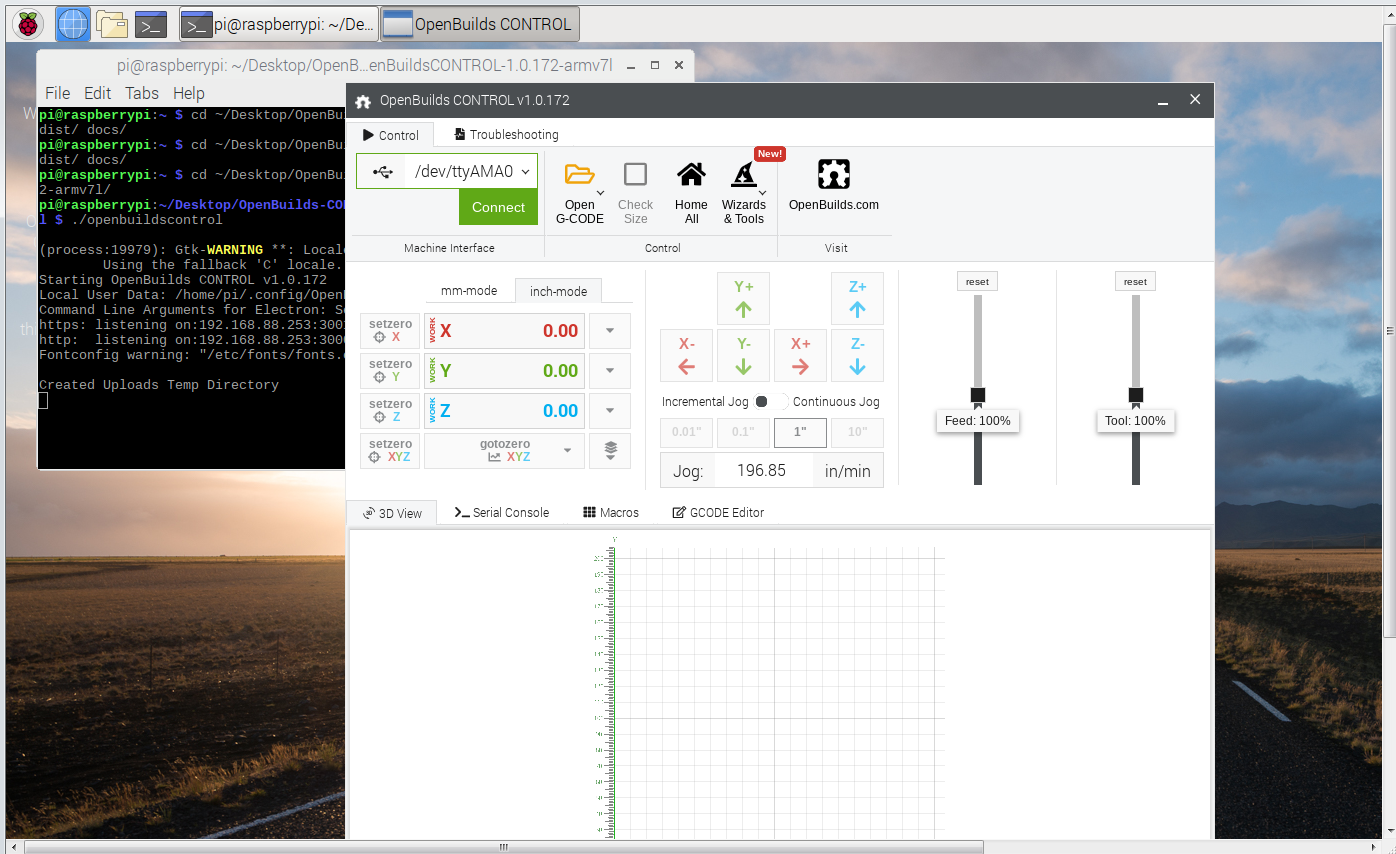 pi@raspberrypi: ~/De...
OpenBuilds CONTROL
pi@raspberrypi: ~/Desktop/OpenB...enBuildsCONTROL-1.0.172-armv7l
File Edit Tabs Help
pi@raspberrypi:~ $ cd ~/Desktop/OpenBui
dist/ docs/
pi@raspberrypi:~ $ cd ~/Desktop/OpenBui
dist/ docs/
pi@raspberrypi:~ $ cd ~/Desktop/OpenBui
2-armv7l/
pi@raspberrypi:~/Desktop/OpenBuilds-CO
l $ ./openbuildscontrol
(process:19979): Gtk-WARNING **: Locale
Using the fallback 'C' locale.
Starting OpenBuilds CONTROL v1.0.172
Local User Data: /home/pi/.config/Open
Command Line Arguments for Electron: S
https: listening on:192.168.88.253:300
http: listening on:192.168.88.253:300
Fontconfig warning: "/etc/fonts/fonts.
Created Uploads Temp Directory
OpenBuilds CONTROL v1.0.172
Control
Troubleshooting
/dev/ttyAMA0
Connect
Machine Interface
Open
G-CODE
Check
Size
Home
All
New!
Wizards
& Tools
Control
OpenBuilds.com
Visit
mm-mode
inch-mode
setzero
X
WORK
X
0.00
setzero
Y
WORK
Y
0.00
setzero
Z
WORK
Z
0.00
setzero
XYZ
gotozero
XYZ
Y+
Z+
X-
Y-
X+
Z-
Incremental Jog
Continuous Jog
0.01"
0.1"
1"
10"
Jog:
196.85
in/min
reset
Feed: 100%
reset
Tool: 100%
3D View
Serial Console
Macros
GCODE Editor